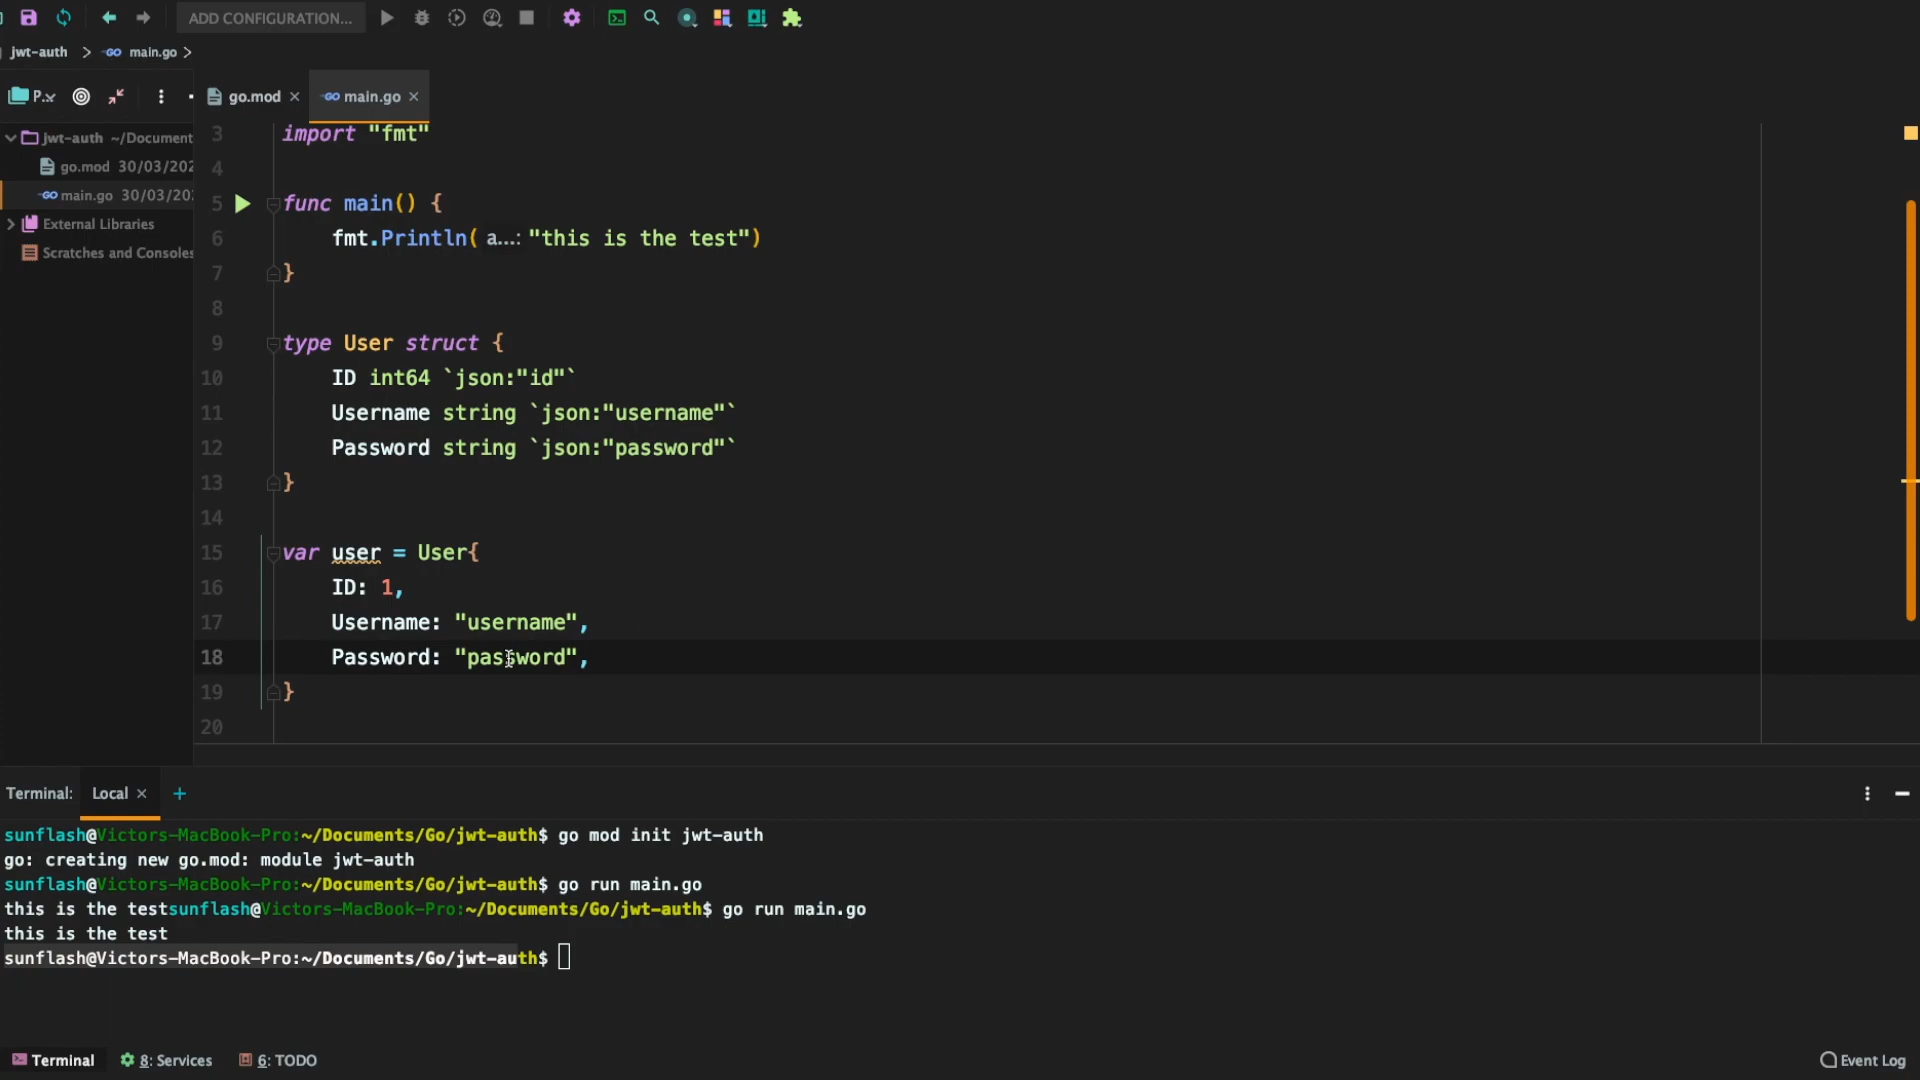 ADD CONFIGURATION...
jwt-auth > main.go >
P.. go.mod × main.go ×
jwt-auth ~/Document
go.mod 30/03/202
main.go 30/03/202
External Libraries
Scratches and Consoles
3 import "fmt"
4
5 func main() {
6 fmt.Println( a...: "this is the test")
7 }
8
9 type User struct {
10 ID int64 `json:"id"`
11 Username string `json:"username"`
12 Password string `json:"password"`
13 }
14
15 var user = User{
16 ID: 1,
17 Username: "username",
18 Password: "password",
19 }
20
Terminal: Local × +
sunflash@Victors-MacBook-Pro:~/Documents/Go/jwt-auth$ go mod init jwt-auth
go: creating new go.mod: module jwt-auth
sunflash@Victors-MacBook-Pro:~/Documents/Go/jwt-auth$ go run main.go
this is the testsunflash@Victors-MacBook-Pro:~/Documents/Go/jwt-auth$ go run main.go
this is the test
sunflash@Victors-MacBook-Pro:~/Documents/Go/jwt-auth$
Terminal 8: Services 6: TODO Event Log